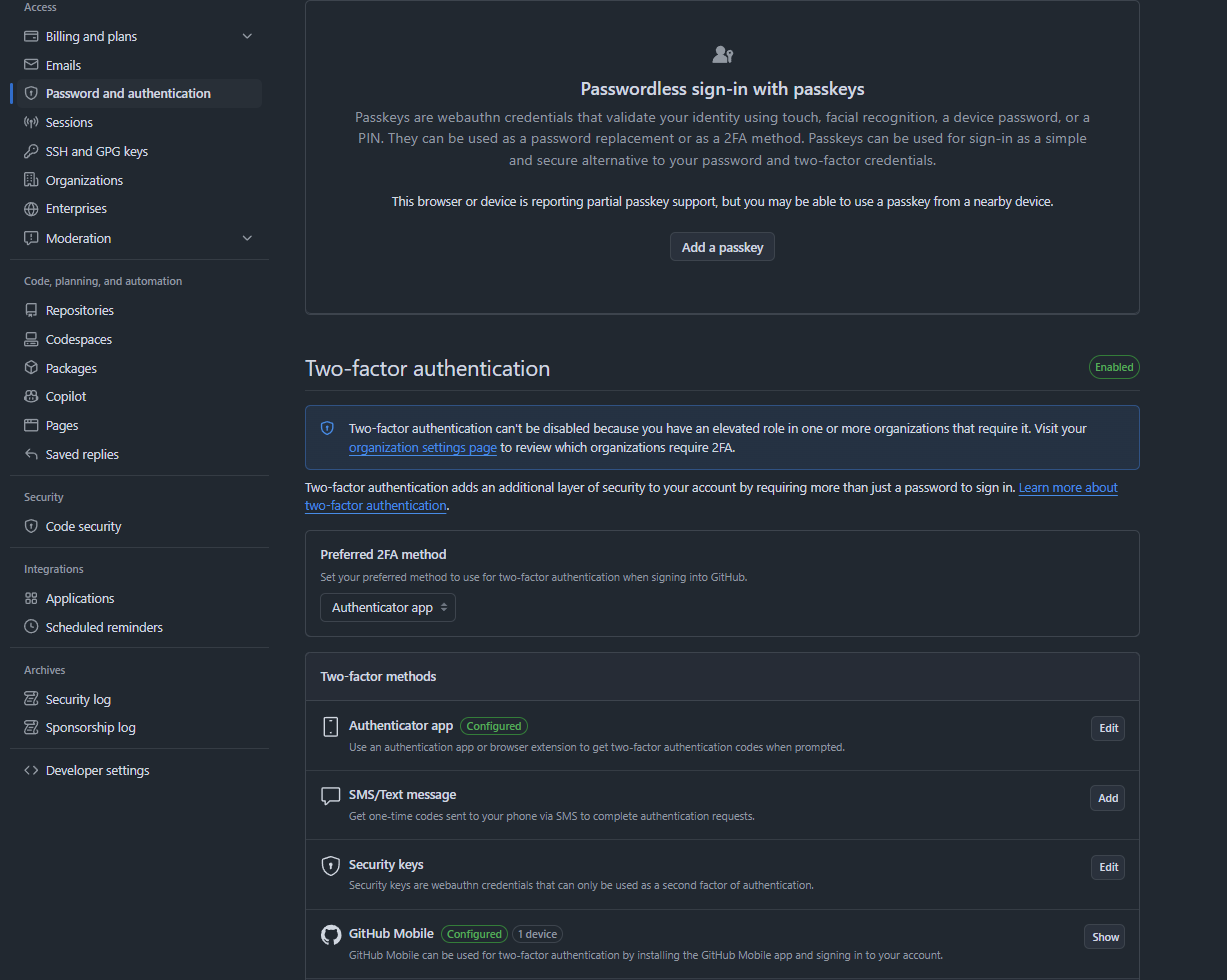 Access
Billing and plans
Emails
Password and authentication
Sessions
SSH and GPG keys
Organizations
Enterprises
Moderation
Code, planning, and automation
Repositories
Codespaces
Packages
Copilot
Pages
Saved replies
Security
Code security
Integrations
Applications
Scheduled reminders
Archives
Security log
Sponsorship log
Developer settings
Passwordless sign-in with passkeys
Passkeys are webauthn credentials that validate your identity using touch, facial recognition, a device password, or a
PIN. They can be used as a password replacement or as a 2FA method. Passkeys can be used for sign-in as a simple
and secure alternative to your password and two-factor credentials.
This browser or device is reporting partial passkey support, but you may be able to use a passkey from a nearby device.
Add a passkey
Two-factor authentication
Enabled
Two-factor authentication can't be disabled because you have an elevated role in one or more organizations that require it. Visit your
organization settings page to review which organizations require 2FA.
Two-factor authentication adds an additional layer of security to your account by requiring more than just a password to sign in. Learn more about
two-factor authentication.
Preferred 2FA method
Set your preferred method to use for two-factor authentication when signing into GitHub.
Authenticator app
Two-factor methods
Authenticator app Configured
Edit
Use an authentication app or browser extension to get two-factor authentication codes when prompted.
SMS/Text message
Add
Get one-time codes sent to your phone via SMS to complete authentication requests.
Security keys
Edit
Security keys are webauthn credentials that can only be used as a second factor of authentication.
GitHub Mobile Configured 1 device
Show
GitHub Mobile can be used for two-factor authentication by installing the GitHub Mobile app and signing in to your account.